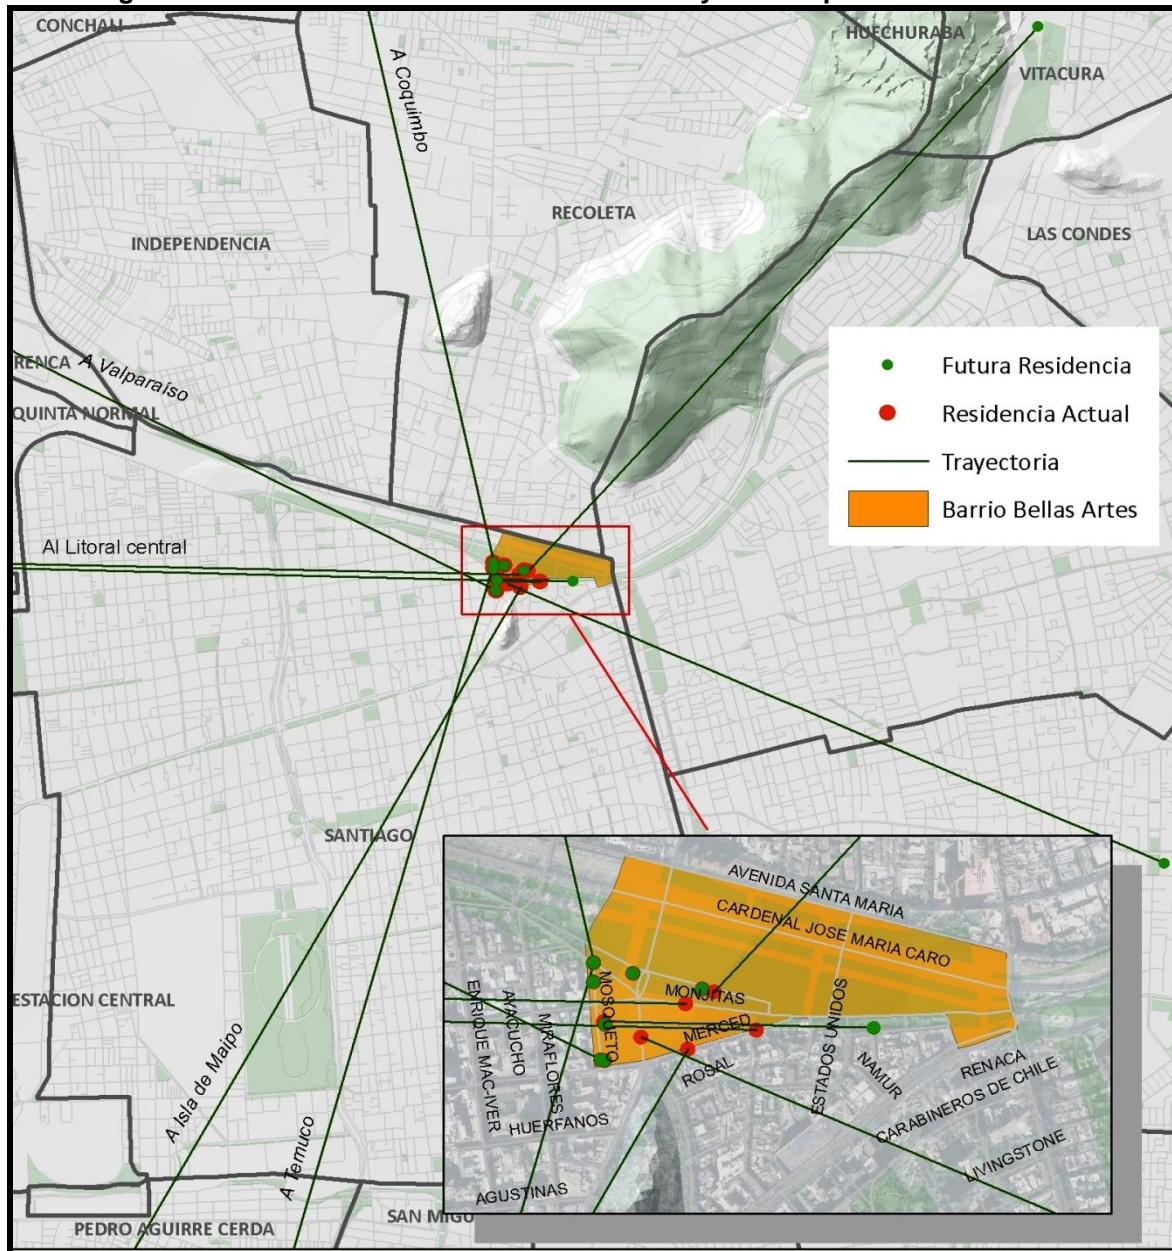 CONCHALI
HUECHURABA
VITACURA
A Coquimbo
RECOLETA
INDEPENDENCIA
LAS CONDES
RENCA
A Valparaíso
QUINTA NORMAL
Futura Residencia
Residencia Actual
Trayectoria
Barrio Bellas Artes
Al Litoral central
SANTIAGO
ESTACION CENTRAL
A Isla de Maipo
A Temuco
PEDRO AGUIRRE CERDA
SAN MIGU
AVENIDA SANTA MARIA
CARDENAL JOSE MARIA CARO
MONJITAS
MOSQUETO
MERCED
ENRIQUE MAC-IVER
AYACUCHO
MIRAFLORES
ROSAL
ESTADOS UNIDOS
NAMUR
RENACA
CARABINEROS DE CHILE
HUERFANOS
LIVINGSTONE
AGUSTINAS